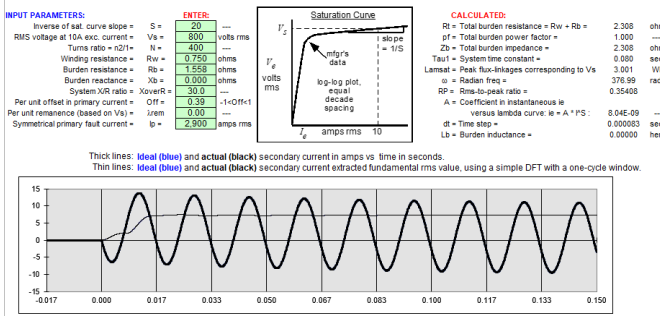 INPUT PARAMETERS: ENTER:
Inverse of sat. curve slope = S = 20 ---
RMS voltage at 10A exc. current = Vs = 800 volts rms
Turns ratio = n2/1= N = 400 ---
Winding resistance = Rw = 0.750 ohms
Burden resistance = Rb = 1.558 ohms
Burden reactance = Xb = 0.000 ohms
System X/R ratio = XoverR = 30.0 ---
Per unit offset in primary current = Off = 0.39 -1<Off<1
Per unit remanence (based on Vs) = λrem 0.00 ---
Symmetrical primary fault current = Ip = 2,900 amps rms
Saturation Curve
Vs
slope = 1/S
mfgr's data
Ve
volts rms
log-log plot, equal decade spacing
Ie amps rms 10
CALCULATED:
Rt = Total burden resistance = Rw + Rb = 2.308 ohms
pf = Total burden power factor = 1.000 ---
Zb = Total burden impedance = 2.308 ohms
Tau1 = System time constant = 0.080 sec
Lamsat = Peak flux-linkages corresponding to Vs 3.001
ω = Radian freq = 376.99 rad
RP = Rms-to-peak ratio = 0.35408
A = Coefficient in instantaneous ie
versus lambda curve: ie = A * l^S : 8.04E-09 ---
dt = Time step = 0.000083 sec
Lb = Burden inductance = 0.00000
Thick lines: Ideal (blue) and actual (black) secondary current in amps vs time in seconds.
Thin lines: Ideal (blue) and actual (black) secondary current extracted fundamental rms value, using a simple DFT with a one-cycle window.
15
10
5
0
-5
-10
-15
-0.017 0.000 0.017 0.033 0.050 0.067 0.083 0.100 0.117 0.133 0.150